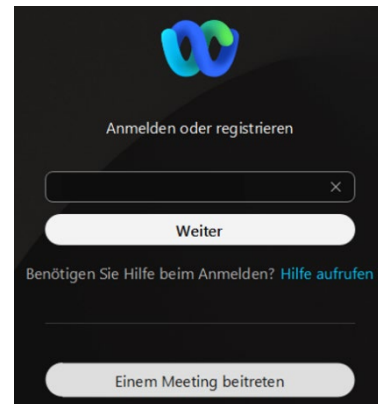 Anmelden oder registrieren
Weiter
Benötigen Sie Hilfe beim Anmelden? Hilfe aufrufen
Einem Meeting beitreten